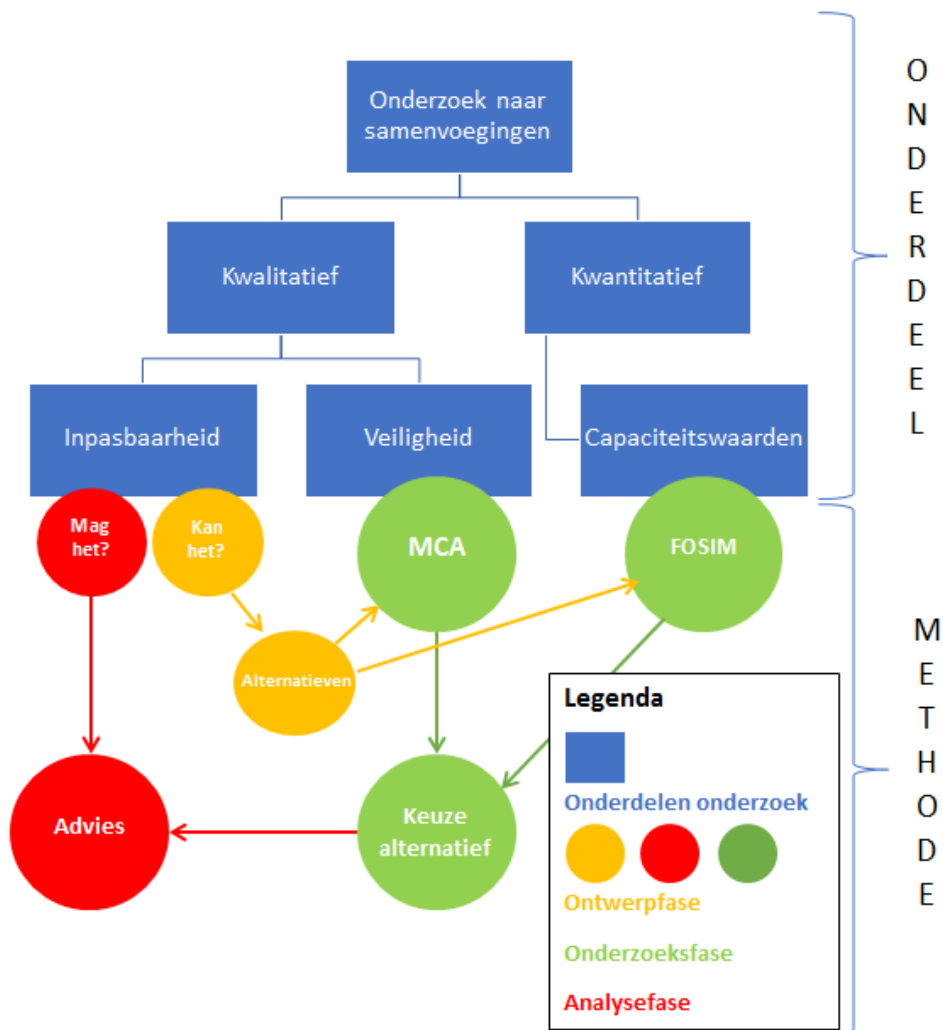 Onderzoek naar
samenvoegingen
Kwalitatief
Kwantitatief
Inpasbaarheid
Veiligheid
Capaciteitswaarden
Mag
het?
Kan
het?
MCA
FOSIM
Alternatieven
Advies
Keuze
alternatief
Legenda
Onderdelen onderzoek
Ontwerpfase
Onderzoeksfase
Analysefase
O
N
D
E
R
D
E
E
L
M
E
T
H
O
D
E